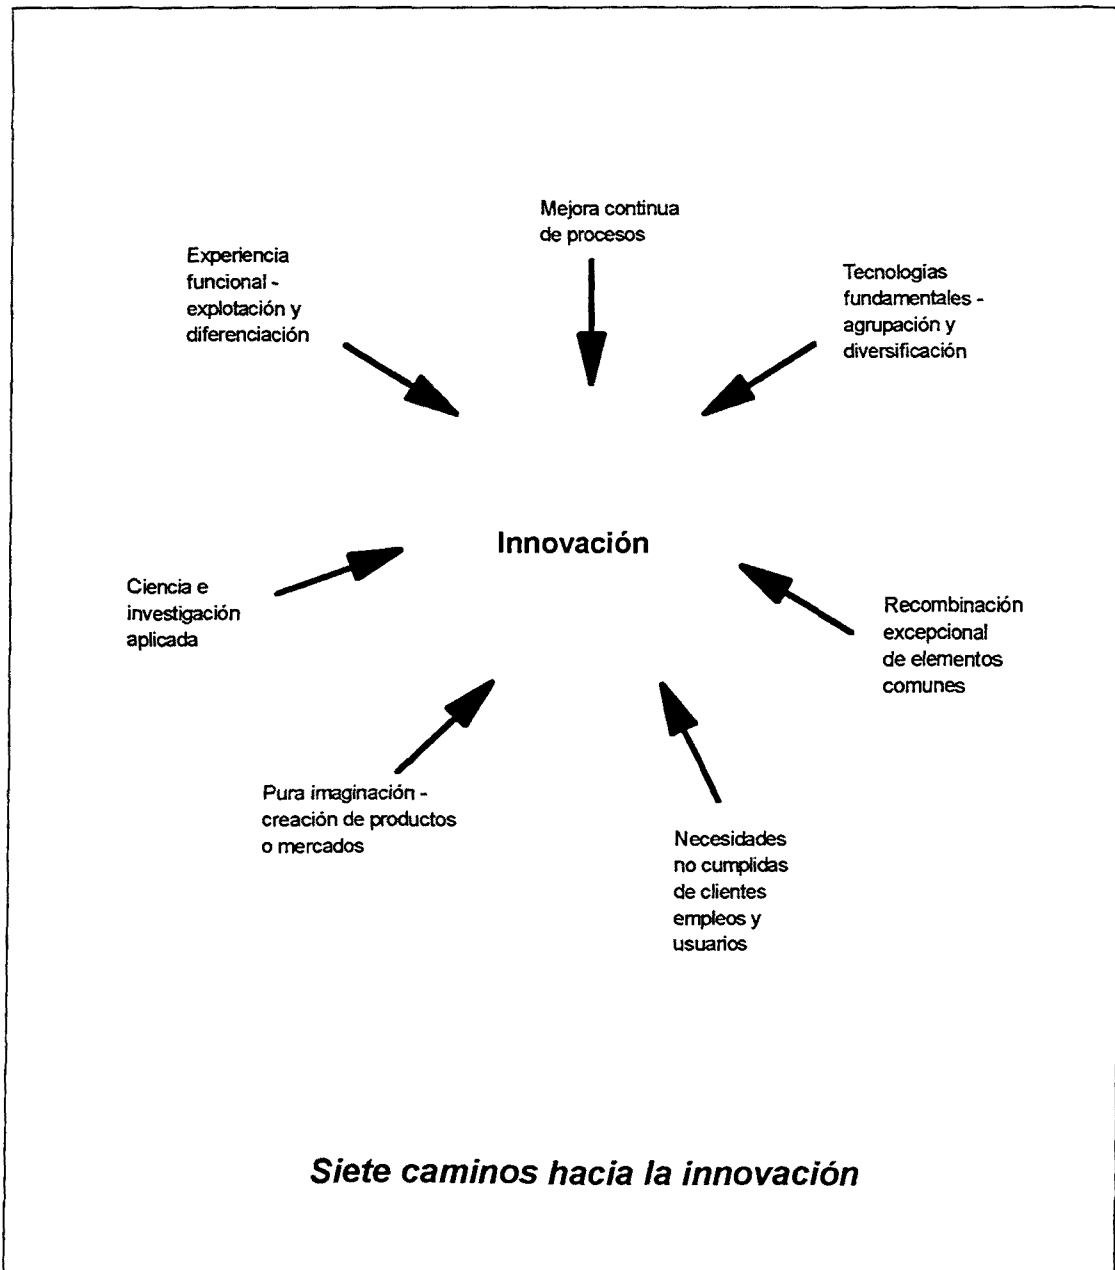 Mejora continua
de procesos
Experiencia
funcional -
explotación y
diferenciación
Tecnologías
fundamentales -
agrupación y
diversificación
Innovación
Ciencia e
investigación
aplicada
Recombinación
excepcional
de elementos
comunes
Pura imaginación -
creación de productos
o mercados
Necesidades
no cumplidas
de clientes
empleos y
usuarios
Siete caminos hacia la innovación